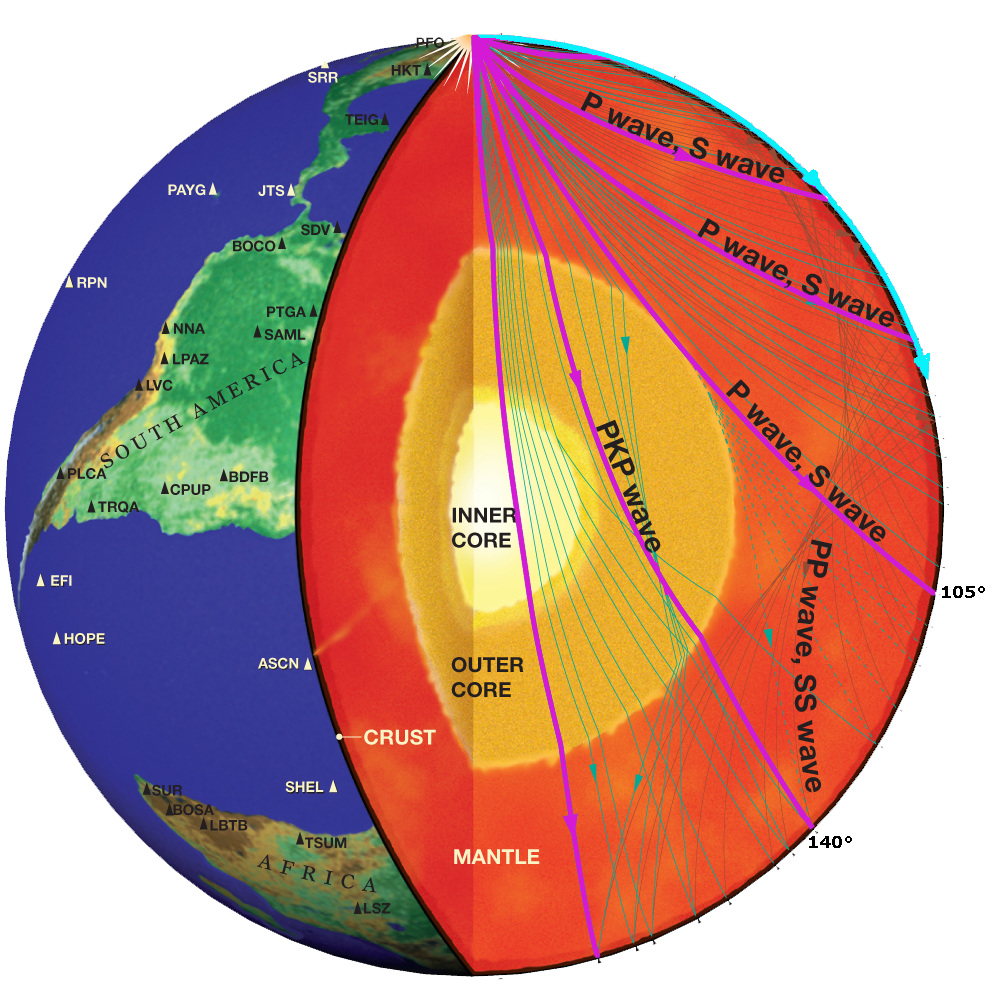 PFO
HKT
SRR
TEIG
PAYG
JTS
SDV
BOCO
RPN
PTGA
NNA
SAML
LPAZ
LVC
SOUTH AMERICA
PLCA
BDFB
CPUP
TRQA
EFI
HOPE
ASCN
CRUST
SHEL
SUR
BOSA
LBTB
TSUM
AFRICA
LSZ
INNER
CORE
OUTER
CORE
MANTLE
P wave, S wave
P wave, S wave
P wave, S wave
PKP wave
PP wave, SS wave
105°
140°